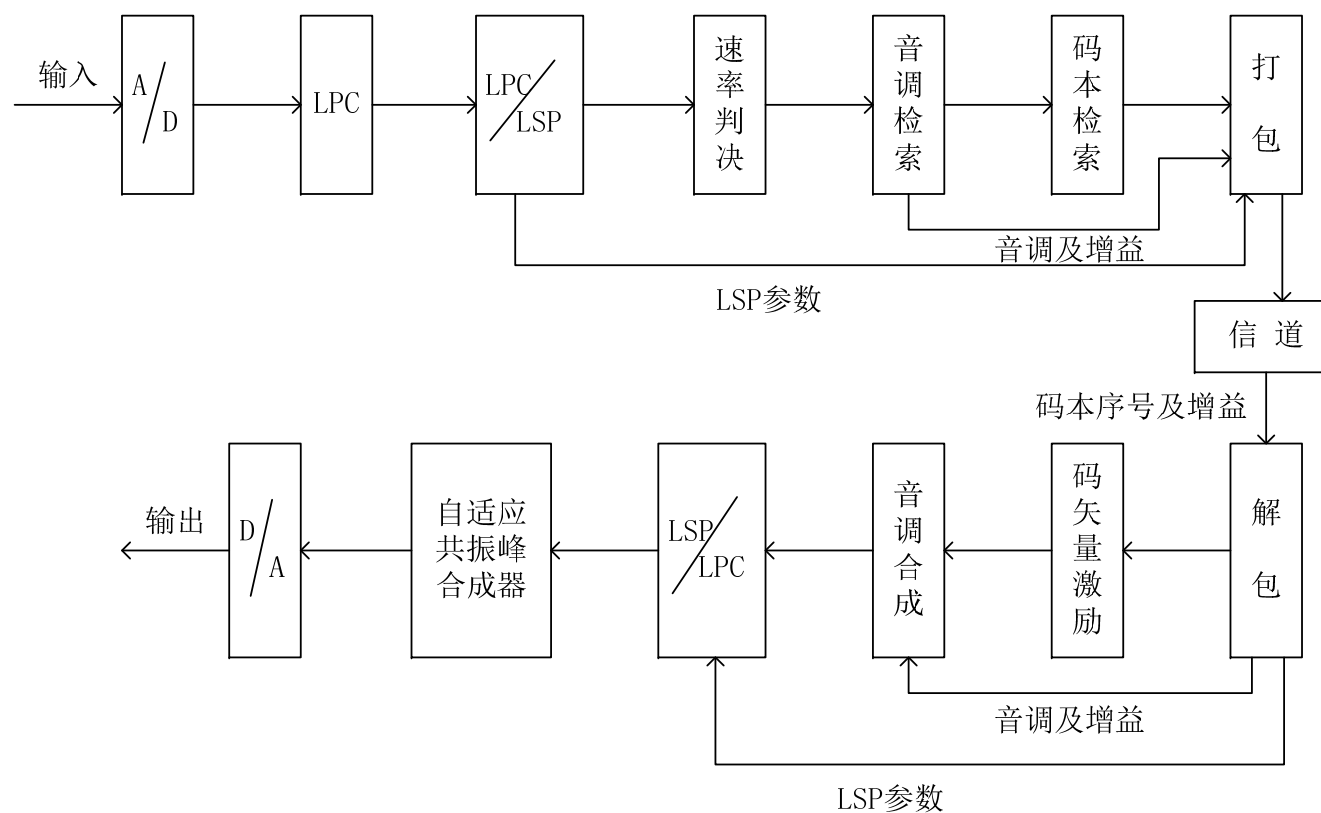 输入
A/D
LPC
LPC/LSP
速率判决
音调检索
码本检索
打包
音调及增益
LSP参数
信道
码本序号及增益
输出
D/A
自适应
共振峰
合成器
LSP/LPC
音调合成
码矢量激励
解包
音调及增益
LSP参数